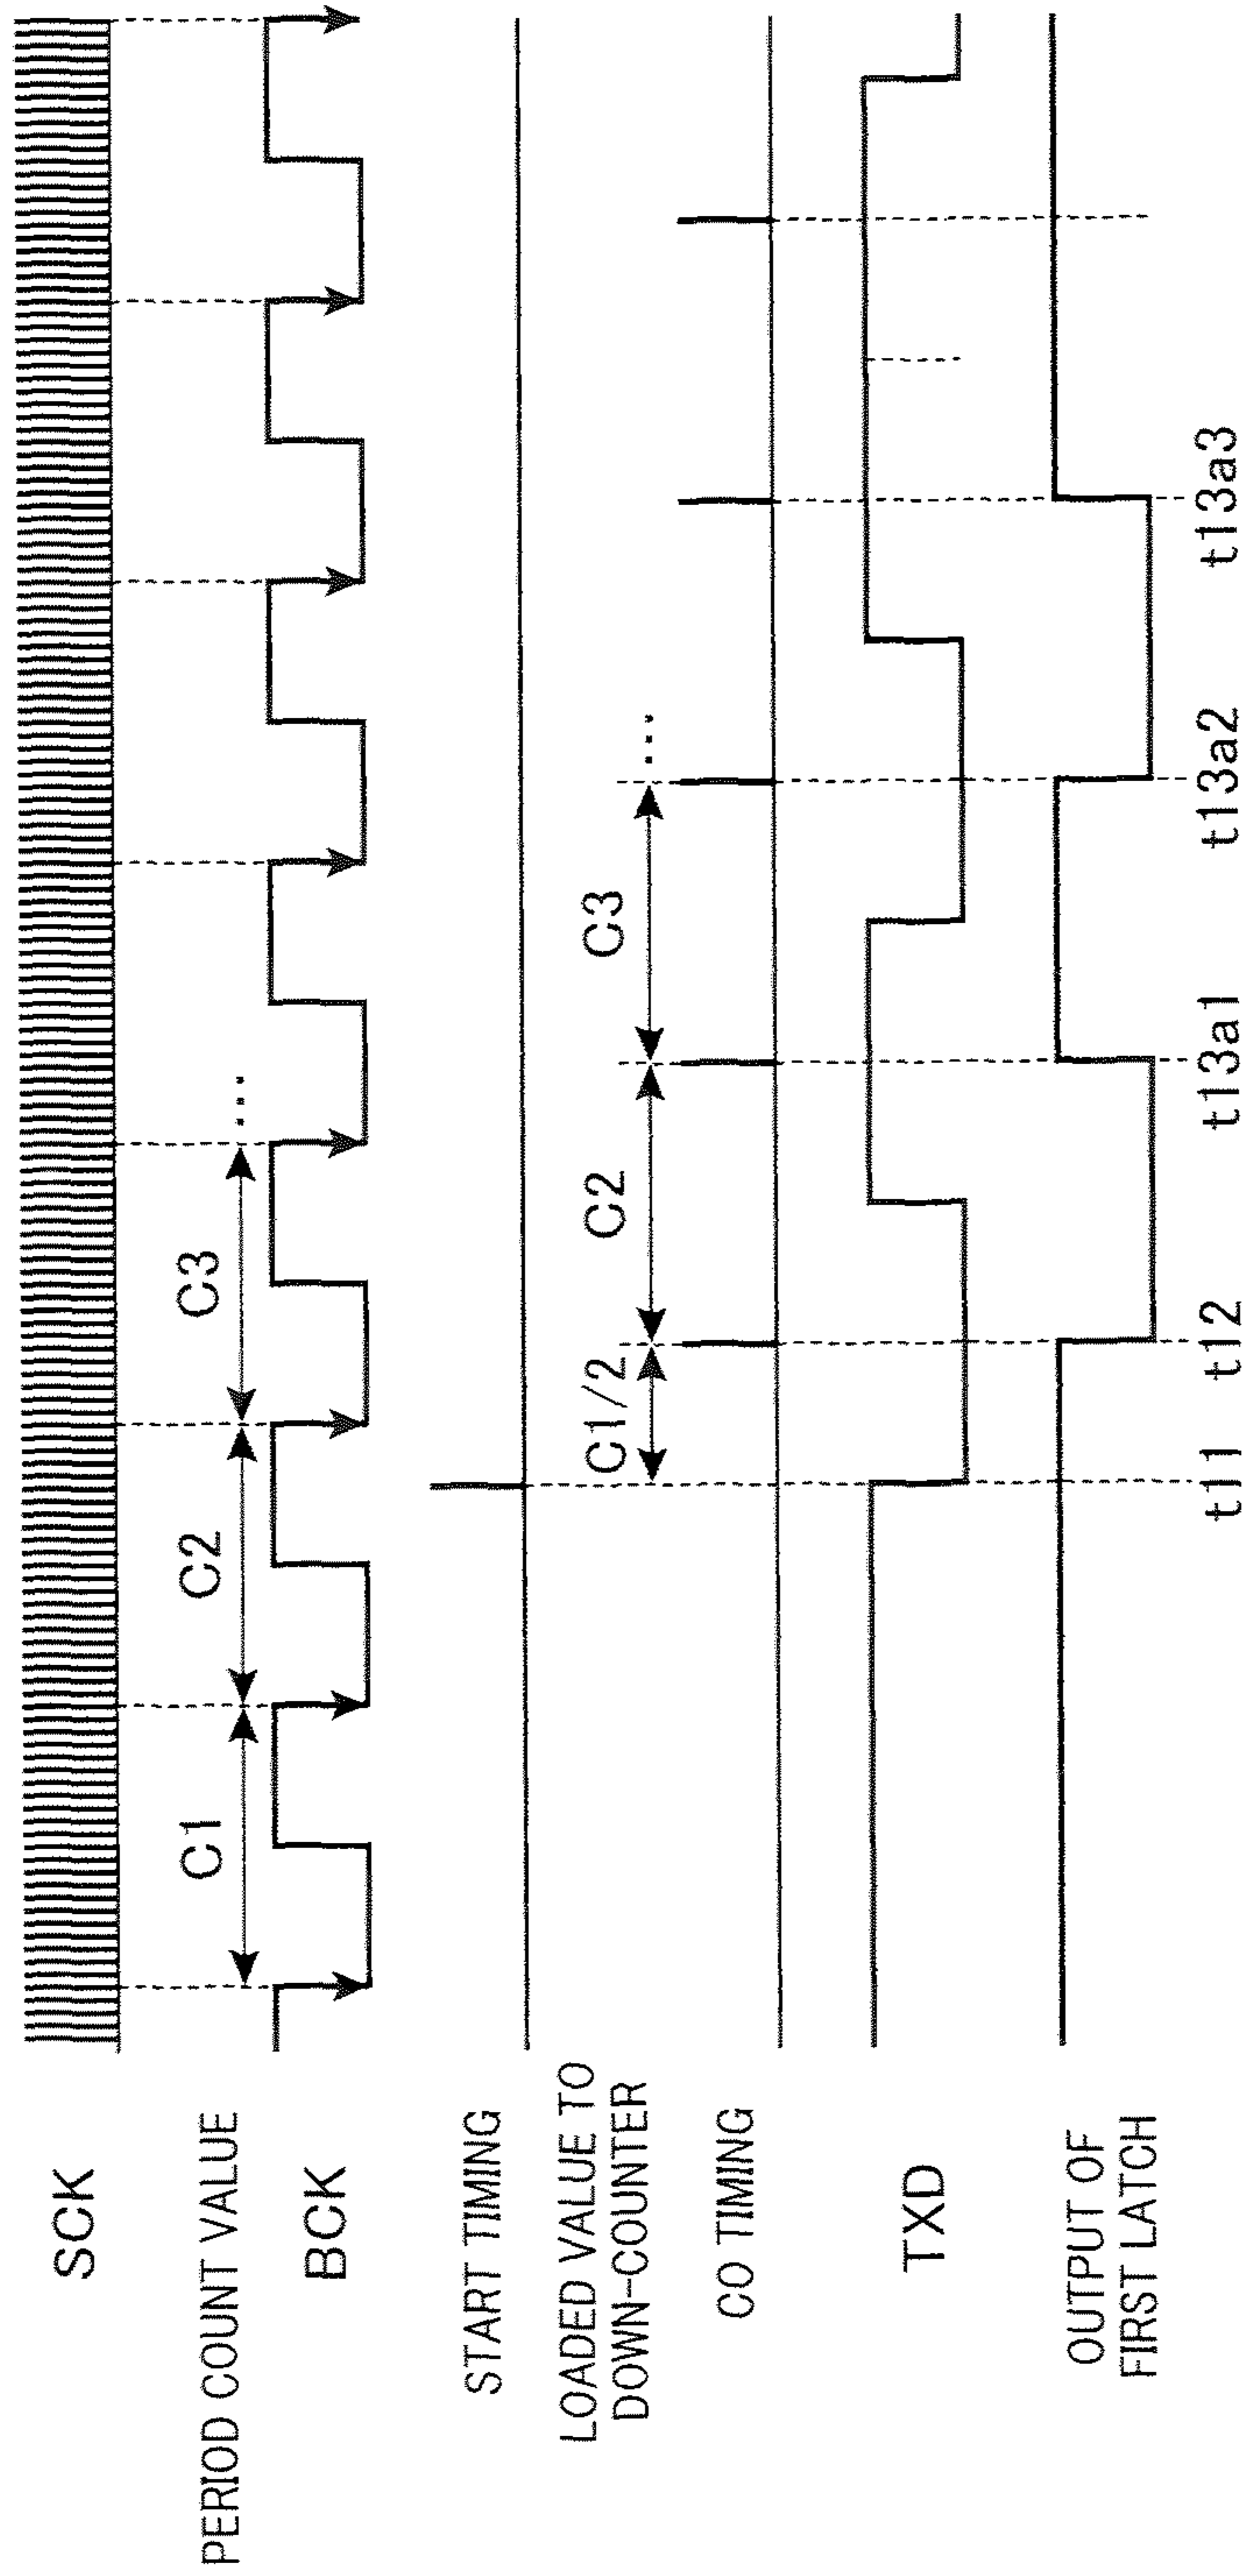 SCK
PERIOD COUNT VALUE
C1
C2
C3
...
BCK
START TIMING
LOADED VALUE TO
DOWN-COUNTER
C1/2
C2
C3
...
CO TIMING
TXD
OUTPUT OF
FIRST LATCH
t11
t12
t13a1
t13a2
t13a3